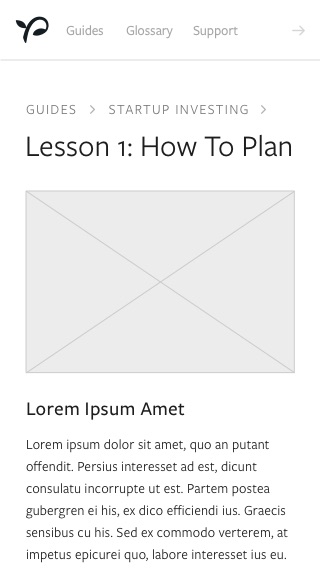 Guides Glossary Support
GUIDES STARTUP INVESTING
Lesson 1: How To Plan
Lorem Ipsum Amet
Lorem ipsum dolor sit amet, quo an putant
offendit. Persius interesset ad est, dicunt
consulatu incorrupte ut est. Partem postea
gubergren ei his, ex dico efficiendi ius. Graecis
sensibus cu his. Sed ex commodo verterem, at
impetus epicurei quo, labore interesset ius eu.